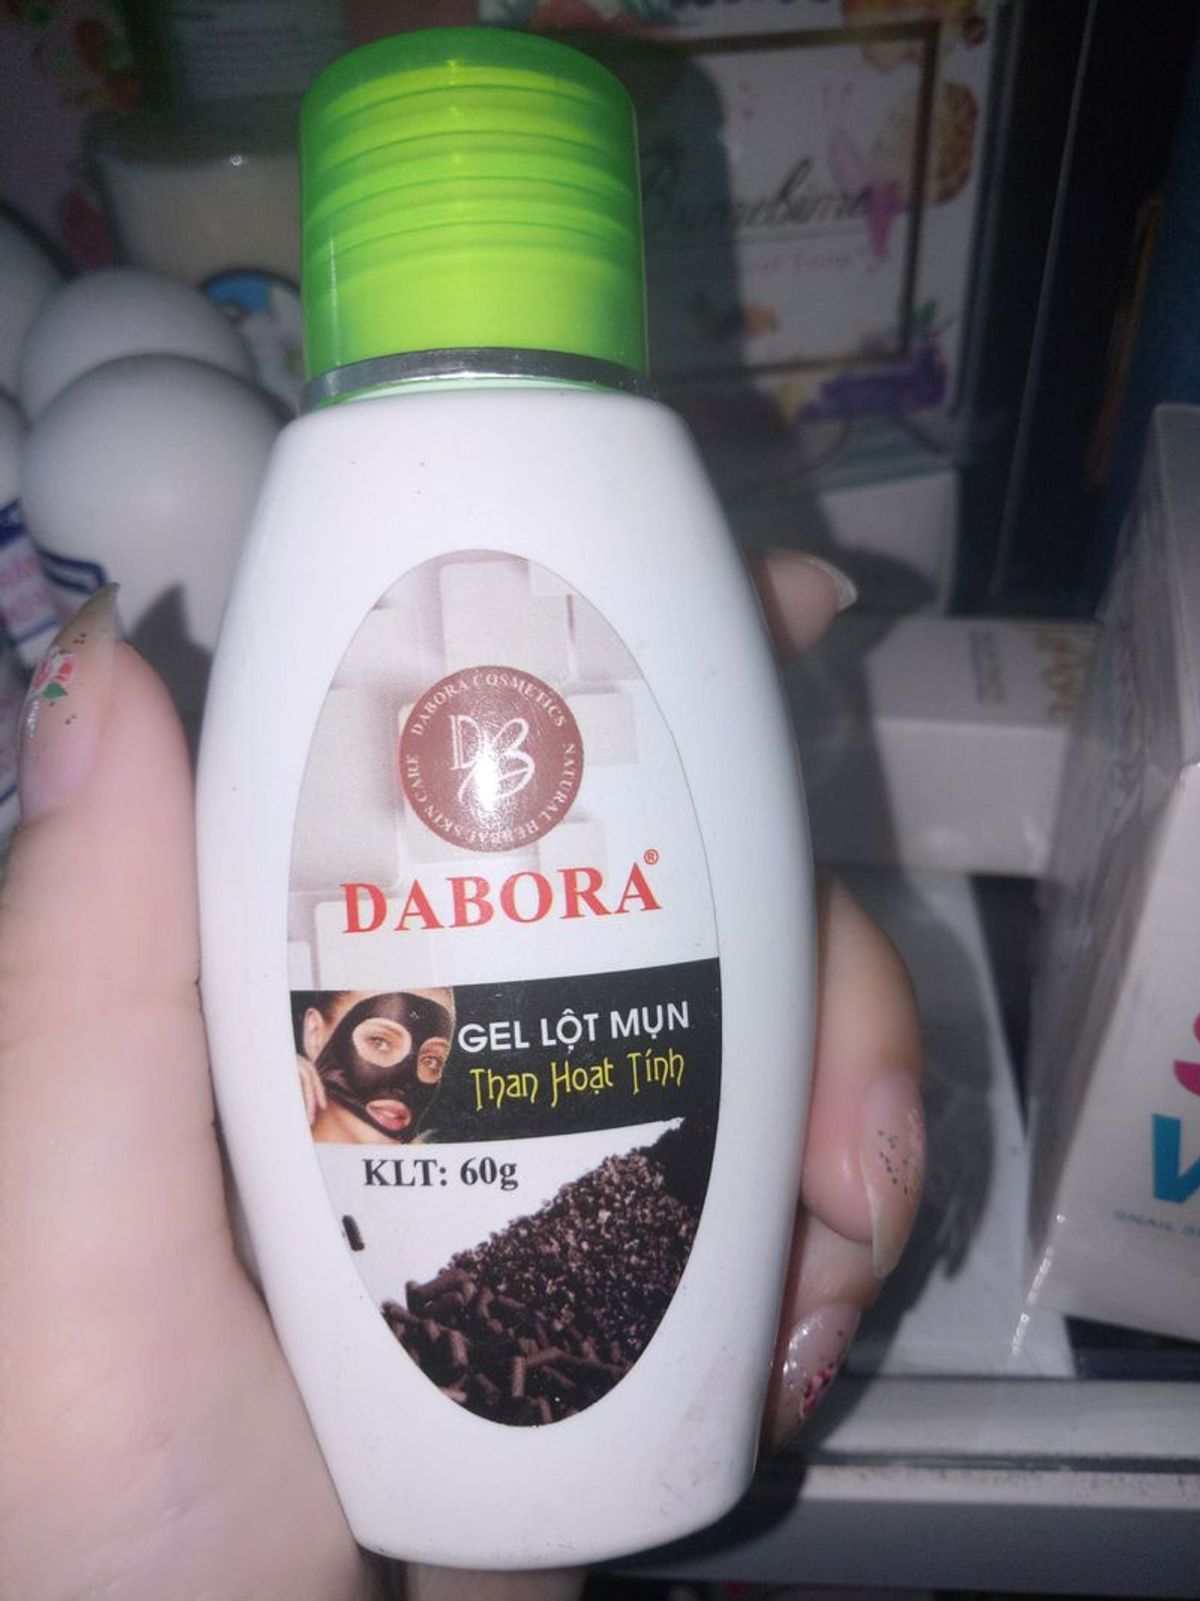 DABORA COSMETICS NATURAL HERBAL SKIN CARE
DB
DABORA®
GEL LỘT MỤN
Than Hoạt Tính
KLT: 60g